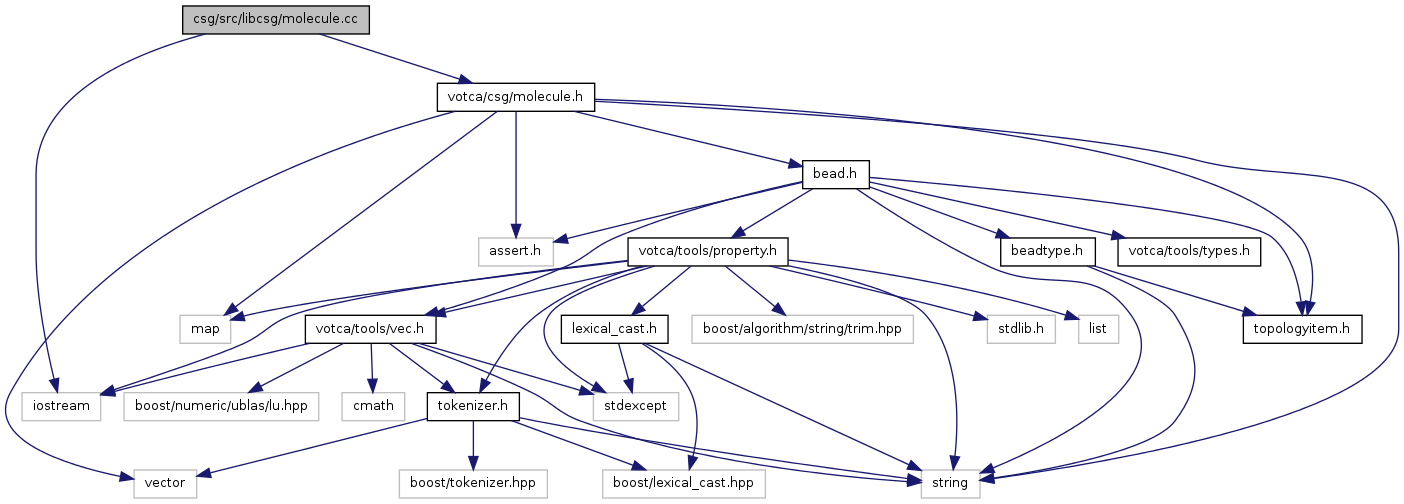 csg/src/libcsg/molecule.cc
votca/csg/molecule.h
bead.h
assert.h
votca/tools/property.h
beadtype.h
votca/tools/types.h
map
votca/tools/vec.h
lexical_cast.h
boost/algorithm/string/trim.hpp
stdlib.h
list
topologyitem.h
iostream
boost/numeric/ublas/lu.hpp
cmath
tokenizer.h
stdexcept
vector
boost/tokenizer.hpp
boost/lexical_cast.hpp
string